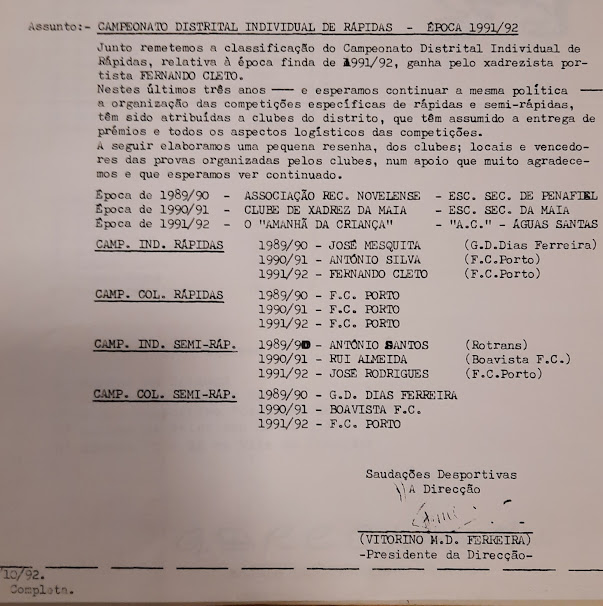 Assunto:- CAMPEONATO DISTRITAL INDIVIDUAL DE RÁPIDAS - ÉPOCA 1991/92
Junto remetemos a classificação do Campeonato Distrital Individual de
Rápidas, relativa à época finda de 1991/92, ganha pelo xadrezista por-
tista FERNANDO CLETO.
Nestes últimos três anos —— e esperamos continuar a mesma política ——
a organização das competições específicas de rápidas e semi-rápidas,
têm sido atribuídas a clubes do distrito, que têm assumido a entrega de
prémios e todos os aspectos logísticos das competições.
A seguir elaboramos uma pequena resenha, dos clubes; locais e vencedo-
res das provas organizadas pelos clubes, num apoio que muito agradece-
mos e que esperamos ver continuado.
Época de 1989/90 - ASSOCIAÇÃO REC. NOVELENSE - ESC. SEC. DE PENAFIEL
Época de 1990/91 - CLUBE DE XADREZ DA MAIA - ESC. SEC. DA MAIA
Época de 1991/92 - O "AMANHÃ DA CRIANÇA" - "A.C." - ÁGUAS SANTAS
CAMP. IND. RÁPIDAS 1989/90 - JOSÉ MESQUITA (G.D.Dias Ferreira)
1990/91 - ANTÓNIO SILVA (F.C.Porto)
1991/92 - FERNANDO CLETO (F.C.Porto)
CAMP. COL. RÁPIDAS 1989/90 - F.C. PORTO
1990/91 - F.C. PORTO
1991/92 - F.C. PORTO
CAMP. IND. SEMI-RÁP. 1989/90 - ANTÓNIO SANTOS (Rotrans)
1990/91 - RUI ALMEIDA (Boavista F.C.)
1991/92 - JOSÉ RODRIGUES (F.C.Porto)
CAMP. COL. SEMI-RÁP. 1989/90 - G.D. DIAS FERREIRA
1990/91 - BOAVISTA F.C.
1991/92 - F.C. PORTO
Saudações Desportivas
A Direcção
(VITORINO M.D. FERREIRA)
-Presidente da Direcção-
10/92.
Completa.